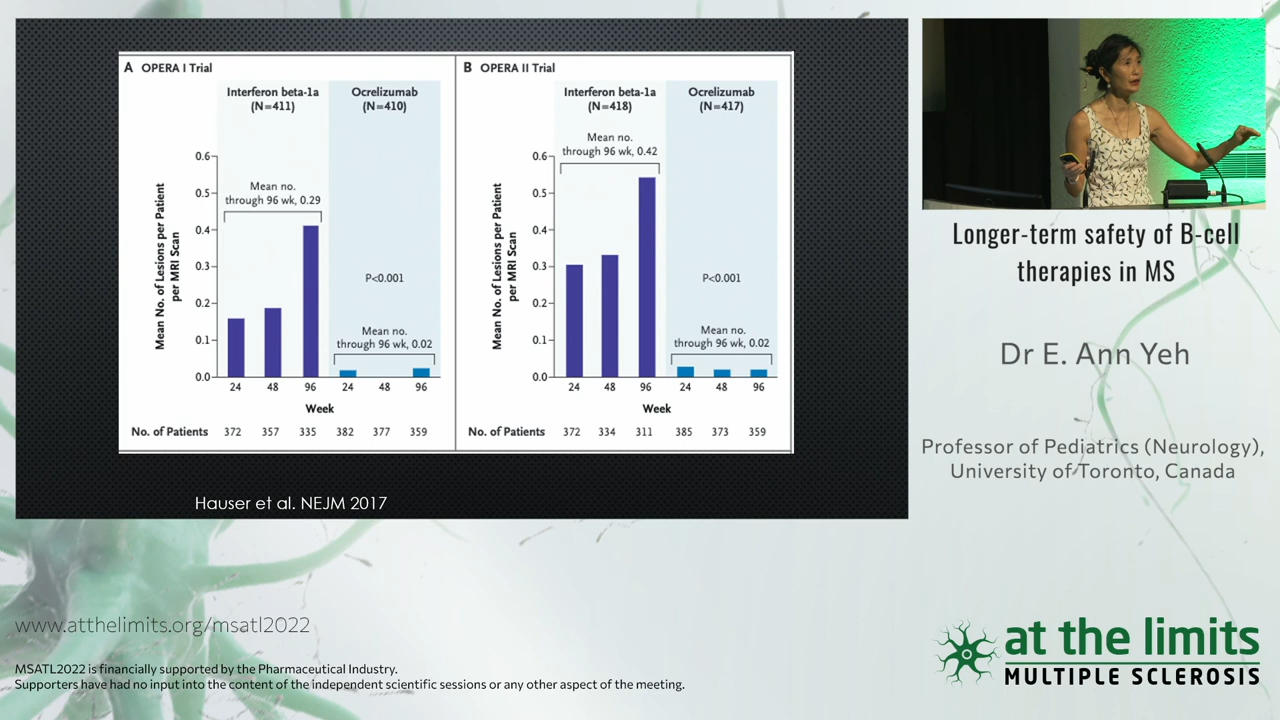 A OPERA I Trial
Interferon beta-1a
(N=411)
Ocrelizumab
(N=410)
Mean No. of Lesions per Patient
per MRI Scan
0.6
0.5
0.4
0.3
0.2
0.1
0.0
Mean no.
through 96 wk, 0.29
P<0.001
Mean no.
through 96 wk, 0.02
24 48 96 24 48 96
Week
No. of Patients 372 357 335 382 377 359
B OPERA II Trial
Interferon beta-1a
(N=418)
Ocrelizumab
(N=417)
Mean No. of Lesions per Patient
per MRI Scan
0.6
0.5
0.4
0.3
0.2
0.1
0.0
Mean no.
through 96 wk, 0.42
P<0.001
Mean no.
through 96 wk, 0.02
24 48 96 24 48 96
Week
No. of Patients 372 334 311 385 373 359
Hauser et al. NEJM 2017
Longer-term safety of B-cell
therapies in MS
Dr E. Ann Yeh
Professor of Pediatrics (Neurology),
University of Toronto, Canada
www.atthelimits.org/msatl2022
MSATL2022 is financially supported by the Pharmaceutical Industry.
Supporters have had no input into the content of the independent scientific sessions or any other aspect of the meeting.
at the limits
MULTIPLE SCLEROSIS